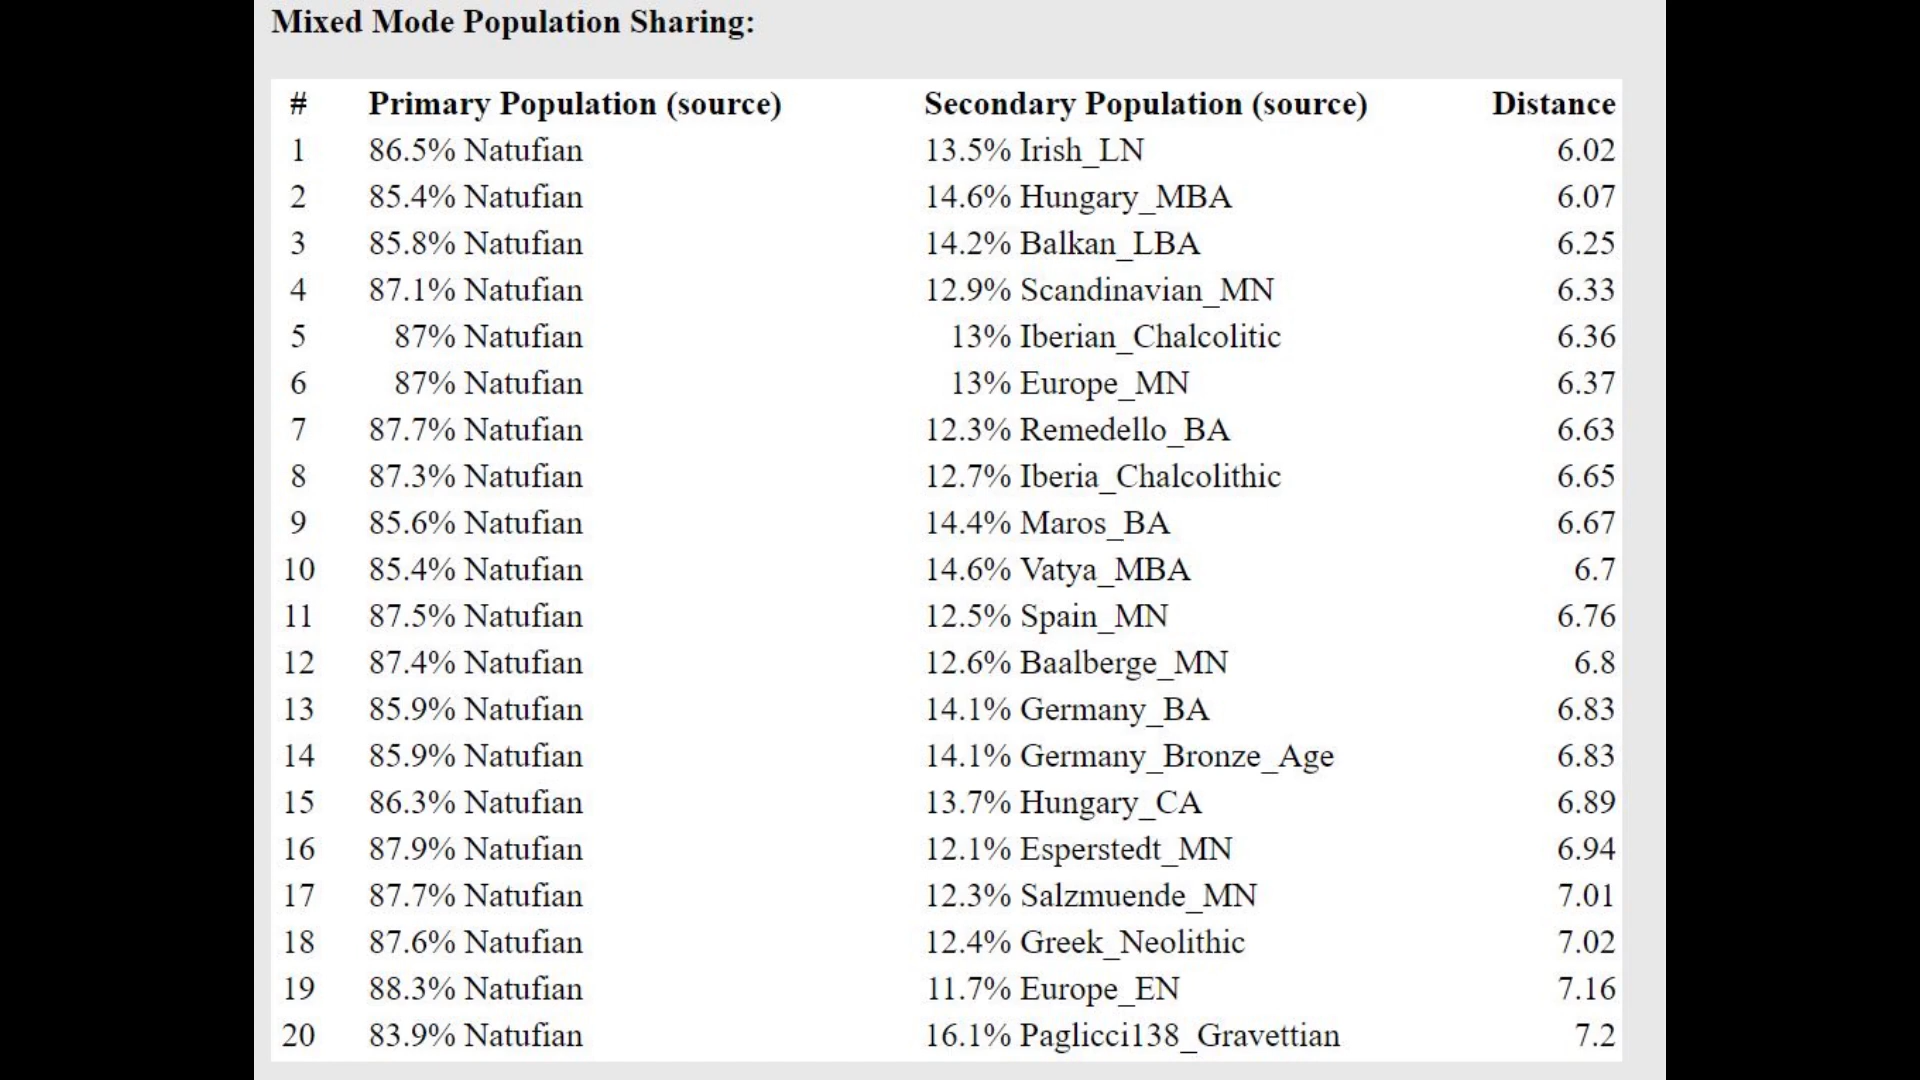 Mixed Mode Population Sharing:
# Primary Population (source) Secondary Population (source) Distance
1 86.5% Natufian 13.5% Irish_LN 6.02
2 85.4% Natufian 14.6% Hungary_MBA 6.07
3 85.8% Natufian 14.2% Balkan_LBA 6.25
4 87.1% Natufian 12.9% Scandinavian_MN 6.33
5 87% Natufian 13% Iberian_Chalcolitic 6.36
6 87% Natufian 13% Europe_MN 6.37
7 87.7% Natufian 12.3% Remedello_BA 6.63
8 87.3% Natufian 12.7% Iberia_Chalcolithic 6.65
9 85.6% Natufian 14.4% Maros_BA 6.67
10 85.4% Natufian 14.6% Vatya_MBA 6.7
11 87.5% Natufian 12.5% Spain_MN 6.76
12 87.4% Natufian 12.6% Baalberge_MN 6.8
13 85.9% Natufian 14.1% Germany_BA 6.83
14 85.9% Natufian 14.1% Germany_Bronze_Age 6.83
15 86.3% Natufian 13.7% Hungary_CA 6.89
16 87.9% Natufian 12.1% Esperstedt_MN 6.94
17 87.7% Natufian 12.3% Salzmuende_MN 7.01
18 87.6% Natufian 12.4% Greek_Neolithic 7.02
19 88.3% Natufian 11.7% Europe_EN 7.16
20 83.9% Natufian 16.1% Paglicci138_Gravettian 7.2